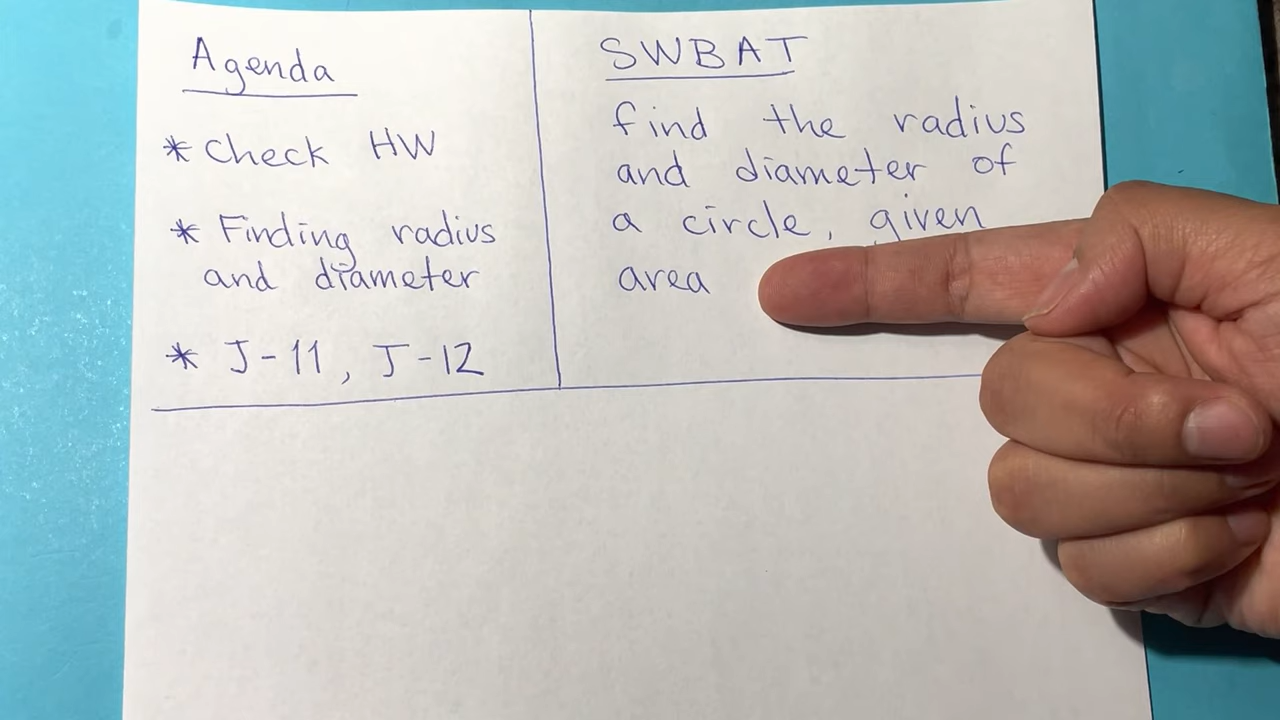 Agenda
* Check HW
* Finding radius
and diameter
* J-11, J-12
SWBAT
find the radius
and diameter of
a circle, given
area